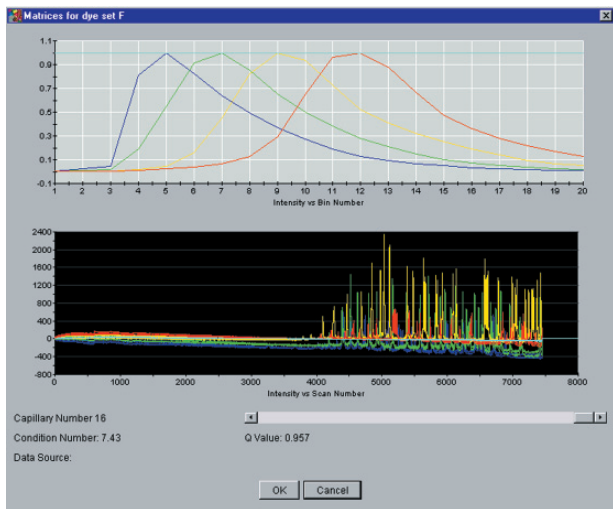 Matrices for dye set F
1.1
0.9
0.7
0.5
0.3
0.1
-0.1
1 2 3 4 5 6 7 8 9 10 11 12 13 14 15 16 17 18 19 20
Intensity vs Bin Number
2400
2000
1600
1200
800
400
0
-400
-800
0 1000 2000 3000 4000 5000 6000 7000 8000
Intensity vs Scan Number
Capillary Number 16
Condition Number: 7.43 Q Value: 0.957
Data Source:
OK Cancel